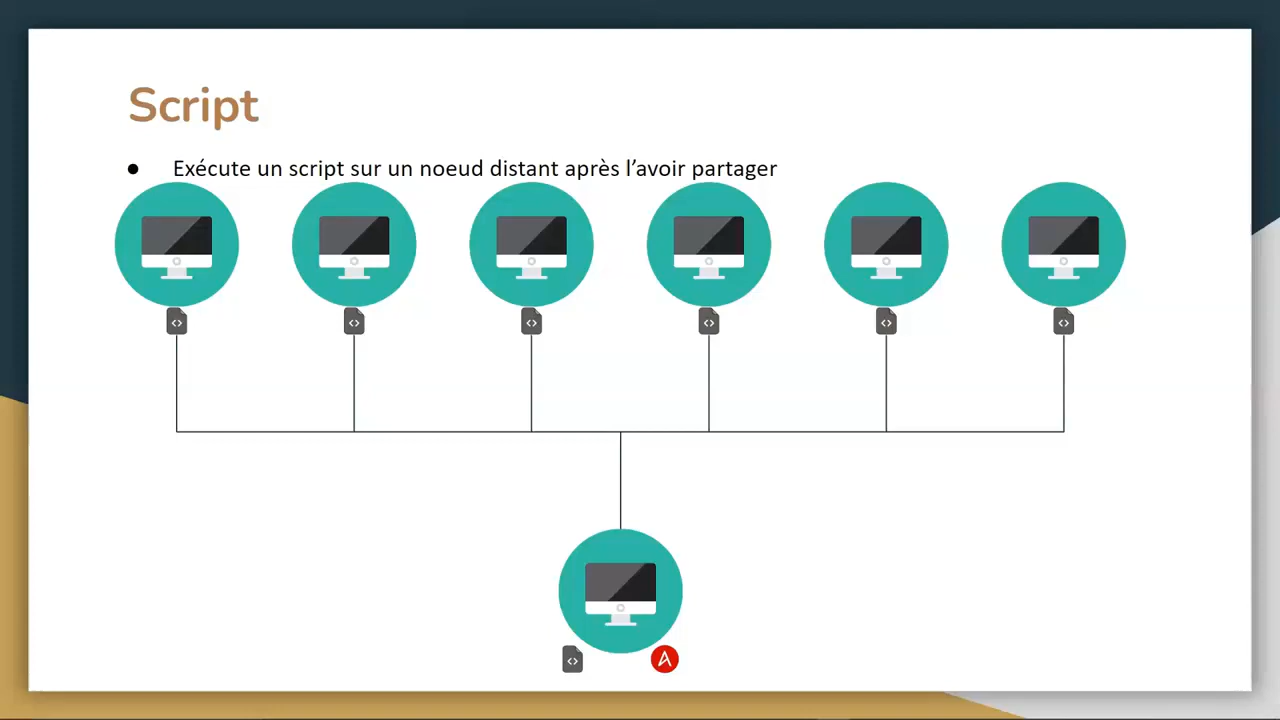 Script
● Exécute un script sur un noeud distant après l’avoir partager